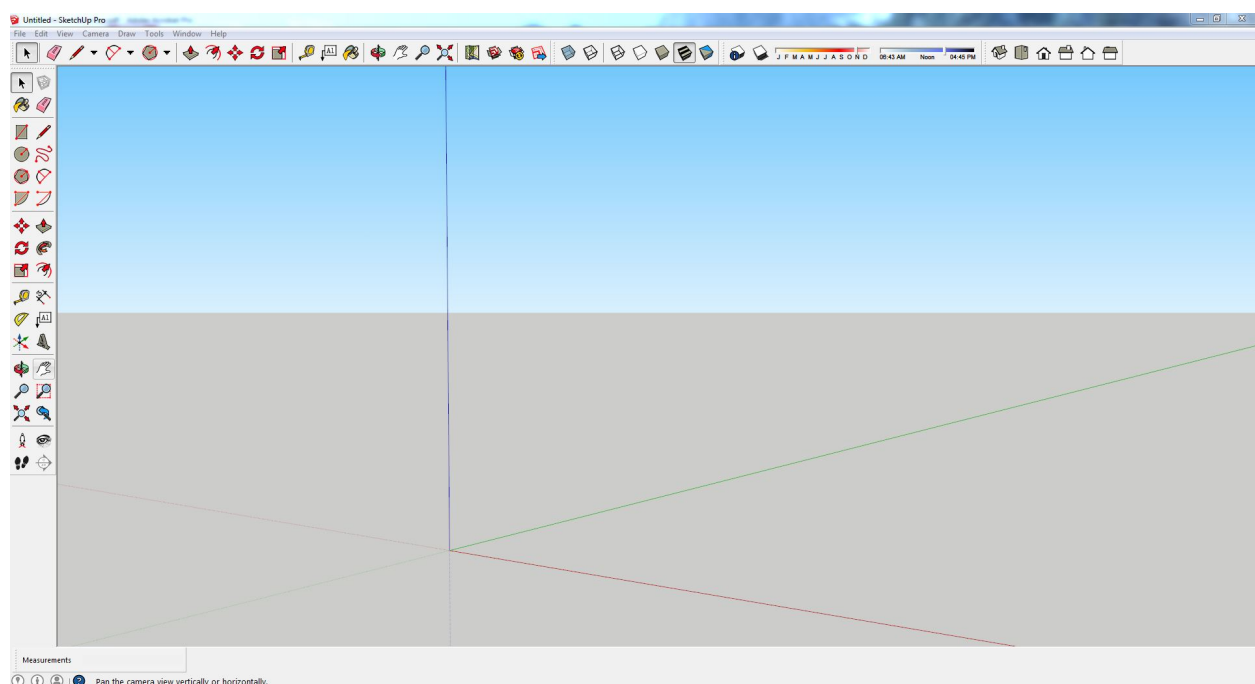 Untitled - SketchUp Pro
File Edit View Camera Draw Tools Window Help
A1
J F M A M J J A S O N D 06:43 AM Noon 04:45 PM
A1
Measurements
Pan the camera view vertically or horizontally.